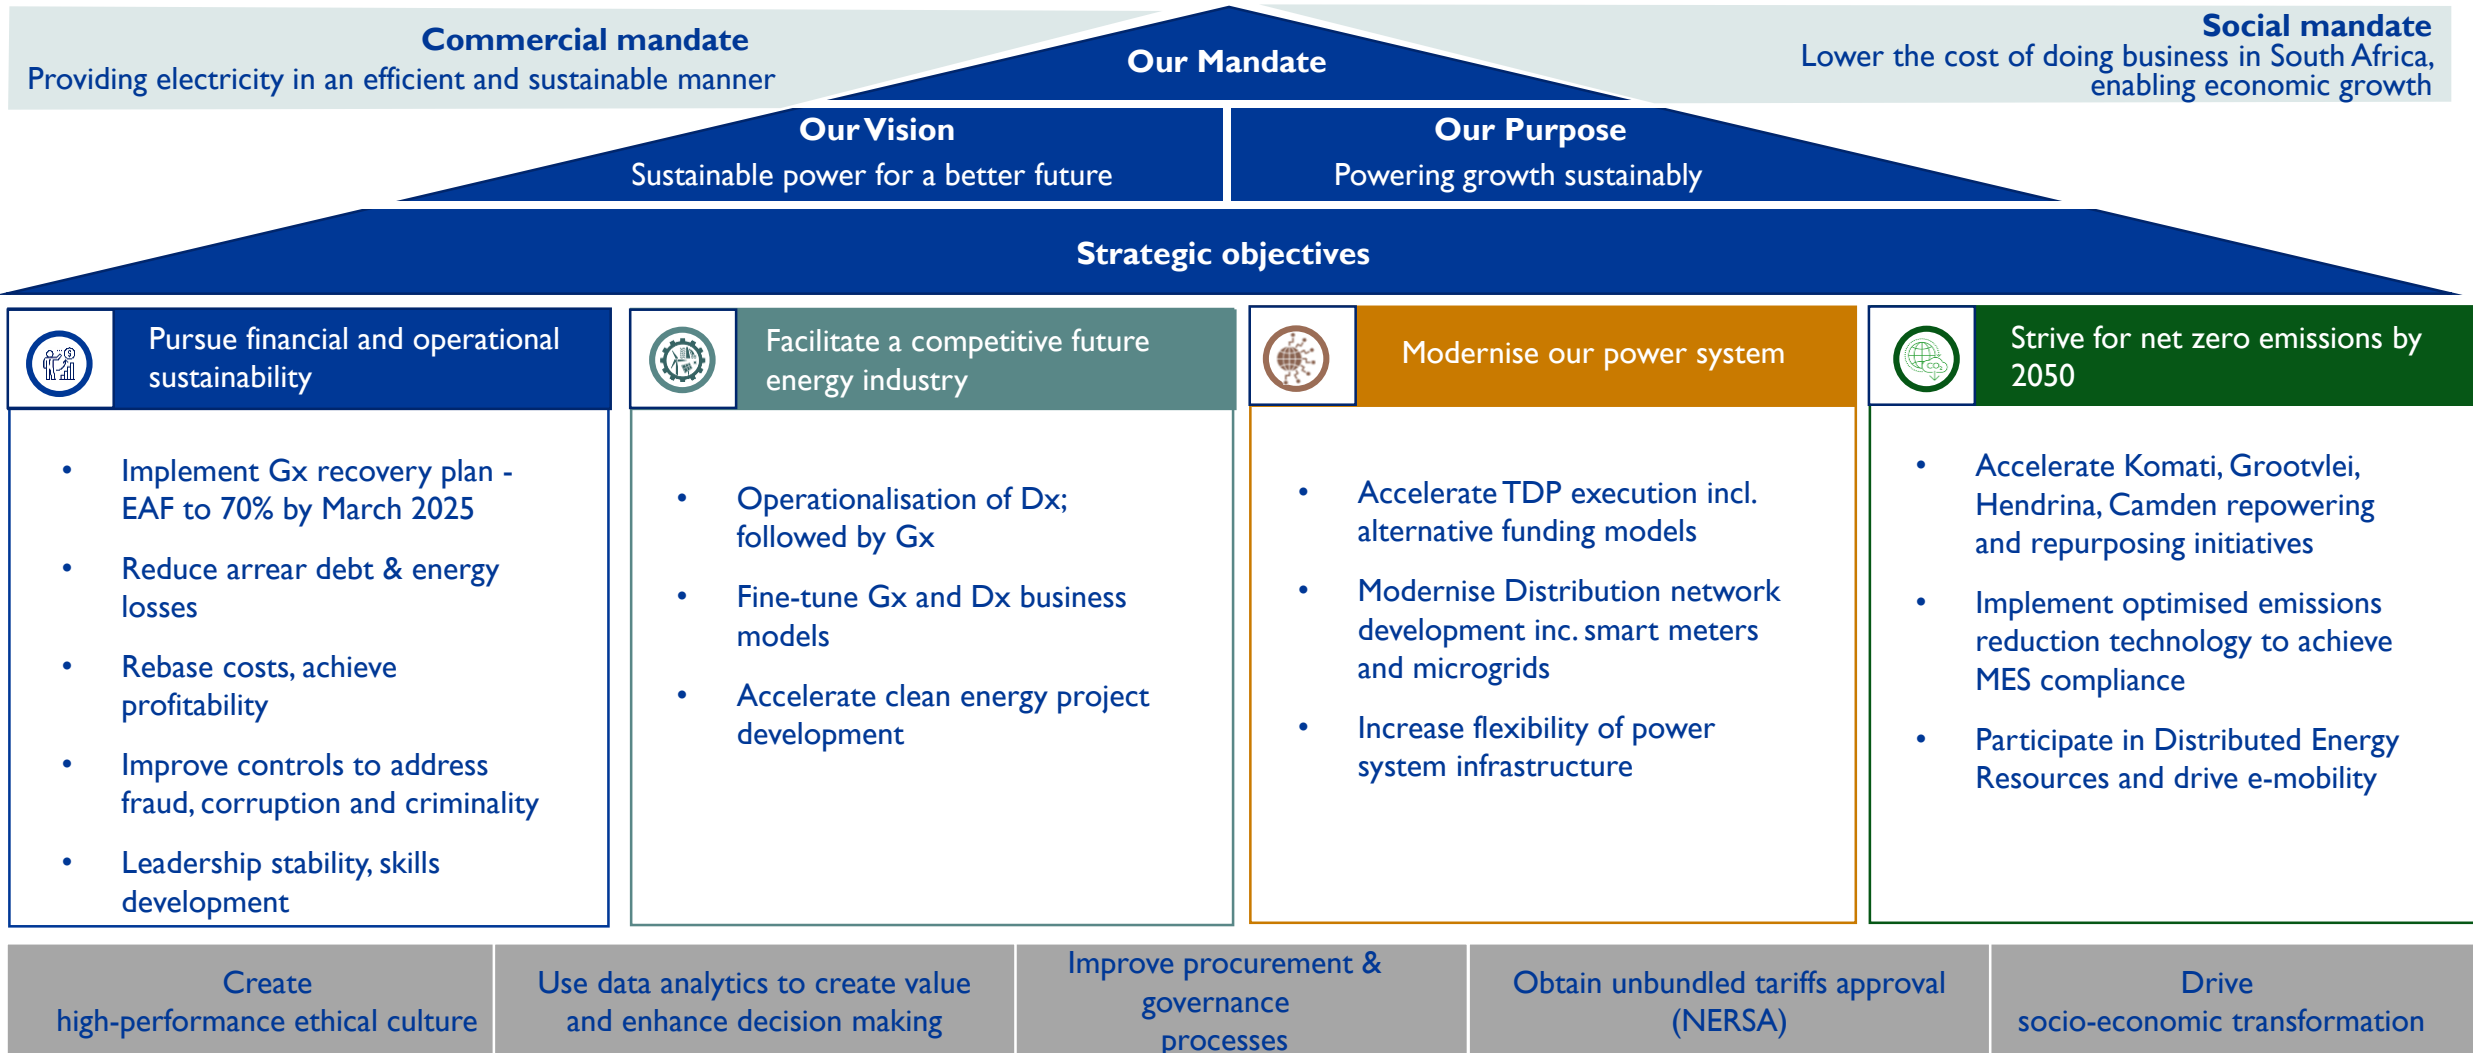 Commercial mandate
Providing electricity in an efficient and sustainable manner
Our Mandate
Social mandate
Lower the cost of doing business in South Africa,
enabling economic growth
Our Vision
Sustainable power for a better future
Our Purpose
Powering growth sustainably
Strategic objectives
Pursue financial and operational
sustainability
• Implement Gx recovery plan -
EAF to 70% by March 2025
• Reduce arrear debt & energy
losses
• Rebase costs, achieve
profitability
• Improve controls to address
fraud, corruption and criminality
• Leadership stability, skills
development
Facilitate a competitive future
energy industry
• Operationalisation of Dx;
followed by Gx
• Fine-tune Gx and Dx business
models
• Accelerate clean energy project
development
Modernise our power system
• Accelerate TDP execution incl.
alternative funding models
• Modernise Distribution network
development inc. smart meters
and microgrids
• Increase flexibility of power
system infrastructure
CO₂
Strive for net zero emissions by
2050
• Accelerate Komati, Grootvlei,
Hendrina, Camden repowering
and repurposing initiatives
• Implement optimised emissions
reduction technology to achieve
MES compliance
• Participate in Distributed Energy
Resources and drive e-mobility
Create
high-performance ethical culture
Use data analytics to create value
and enhance decision making
Improve procurement &
governance
processes
Obtain unbundled tariffs approval
(NERSA)
Drive
socio-economic transformation